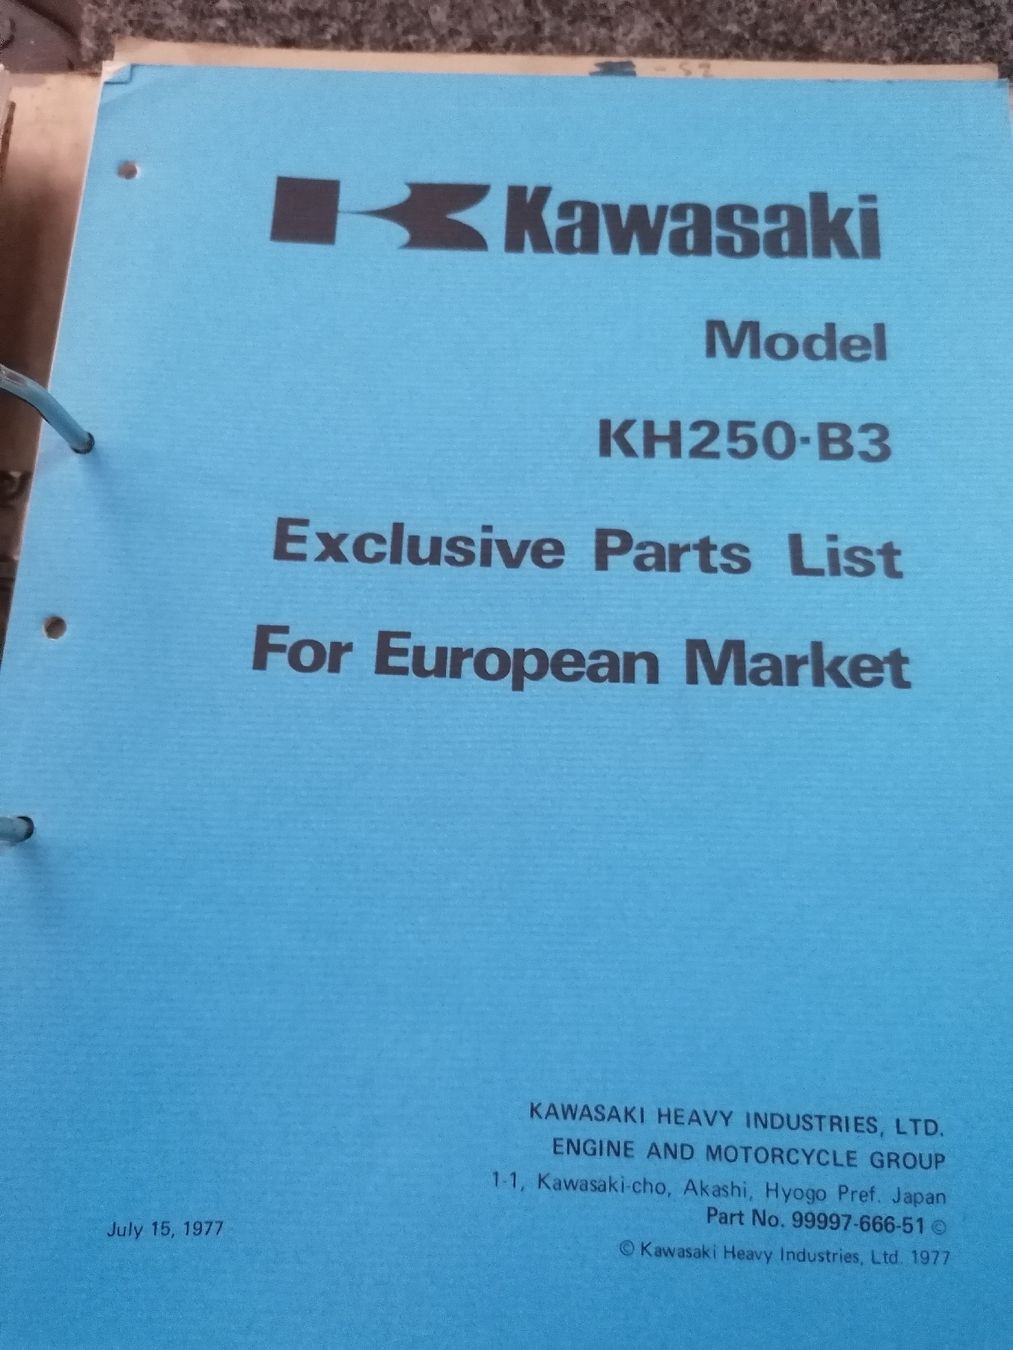 Kawasaki
Model
KH250-B3
Exclusive Parts List
For European Market
KAWASAKI HEAVY INDUSTRIES, LTD.
ENGINE AND MOTORCYCLE GROUP
1-1, Kawasaki-cho, Akashi, Hyogo Pref. Japan
Part No. 99997-666-51 ©
July 15, 1977
© Kawasaki Heavy Industries, Ltd. 1977